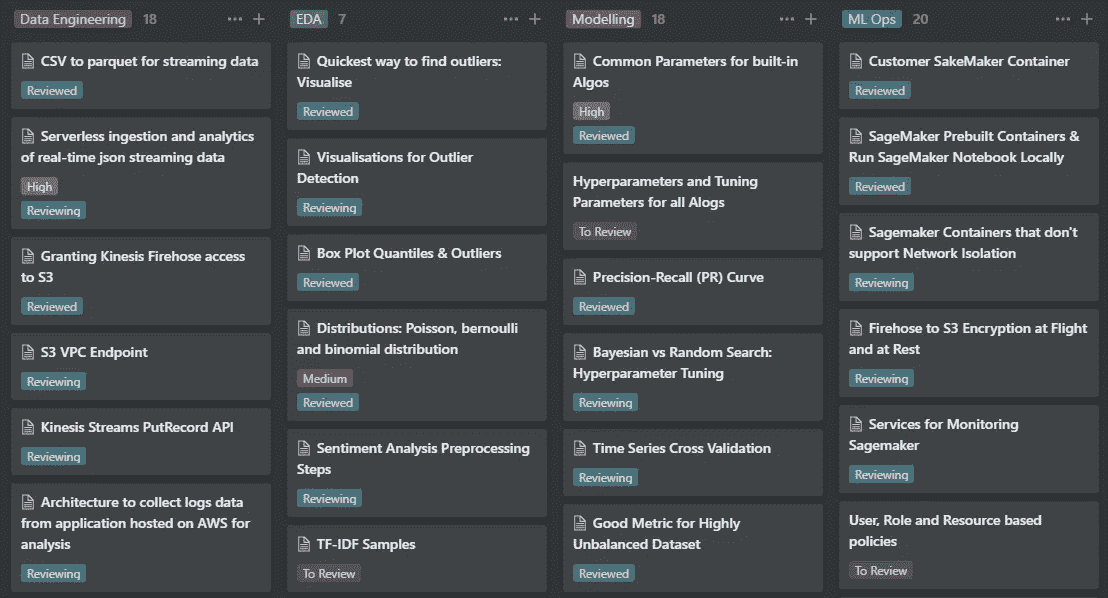 Data Engineering 18
CSV to parquet for streaming data
Reviewed
Serverless ingestion and analytics
of real-time json streaming data
High
Reviewing
Granting Kinesis Firehose access
to S3
Reviewed
S3 VPC Endpoint
Reviewing
Kinesis Streams PutRecord API
Reviewing
Architecture to collect logs data
from application hosted on AWS for
analysis
Reviewing
EDA 7
Quickest way to find outliers:
Visualise
Reviewed
Visualisations for Outlier
Detection
Reviewing
Box Plot Quantiles & Outliers
Reviewed
Distributions: Poisson, bernoulli
and binomial distribution
Medium
Reviewed
Sentiment Analysis Preprocessing
Steps
Reviewing
TF-IDF Samples
To Review
Modelling 18
Common Parameters for built-in
Algos
High
Reviewed
Hyperparameters and Tuning
Parameters for all Alogs
To Review
Precision-Recall (PR) Curve
Reviewed
Bayesian vs Random Search:
Hyperparameter Tuning
Reviewing
Time Series Cross Validation
Reviewing
Good Metric for Highly
Unbalanced Dataset
Reviewed
ML Ops 20
Customer SakeMaker Container
Reviewed
SageMaker Prebuilt Containers &
Run SageMaker Notebook Locally
Reviewed
Sagemaker Containers that don't
support Network Isolation
Reviewing
Firehose to S3 Encryption at Flight
and at Rest
Reviewing
Services for Monitoring
Sagemaker
Reviewing
User, Role and Resource based
policies
To Review